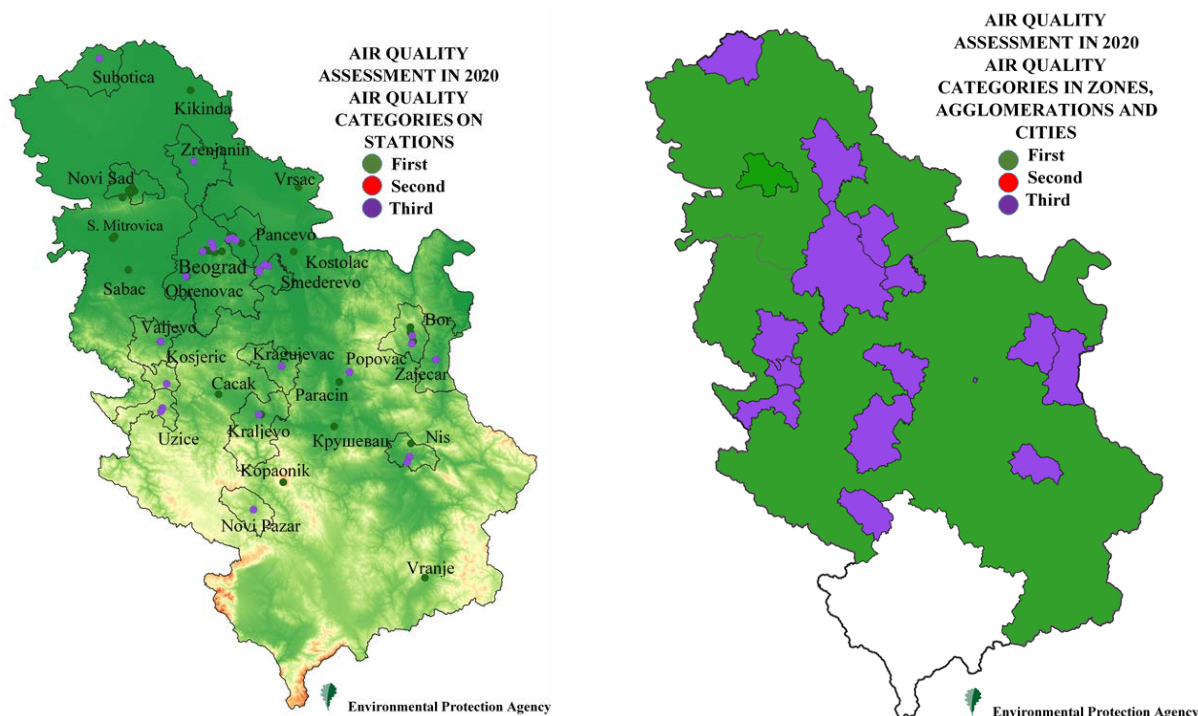 AIR QUALITY
ASSESSMENT IN 2020
AIR QUALITY
CATEGORIES ON
STATIONS
First
Second
Third
Subotica
Kikinda
Zrenjanin
Novi Sad
Vrsac
S. Mitrovica
Pancevo
Beograd
Kostolac
Sabac
Obrenovac
Smederevo
Valjevo
Bor
Kosjeric
Kragujevac
Popovac
Zajecar
Cacak
Paracin
Uzice
Kraljevo
Крушевац
Nis
Kopaonik
Novi Pazar
Vranje
Environmental Protection Agency
AIR QUALITY
ASSESSMENT IN 2020
AIR QUALITY
CATEGORIES IN ZONES,
AGGLOMERATIONS AND
CITIES
First
Second
Third
Environmental Protection Agency